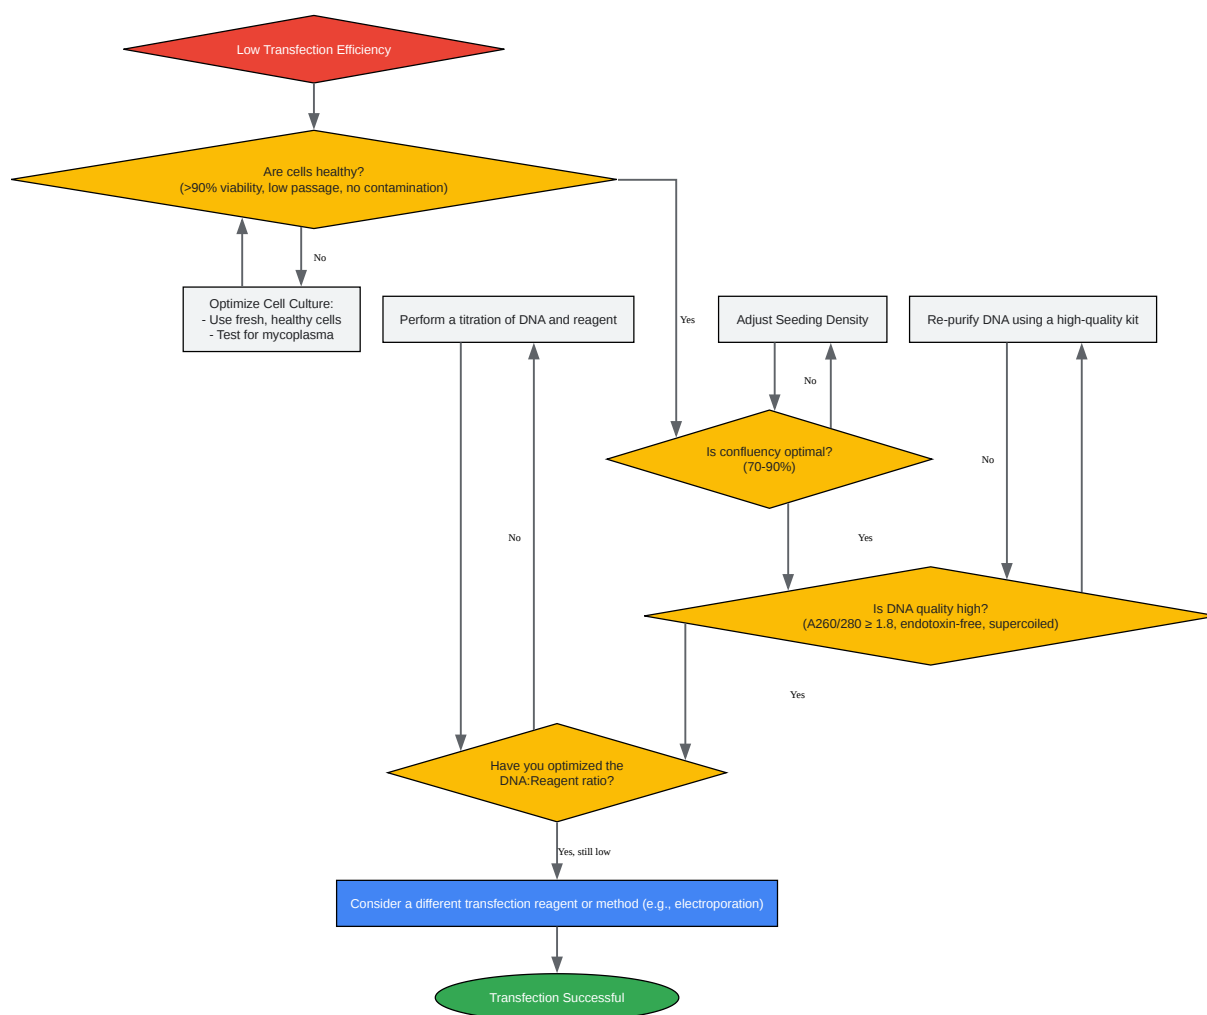 Low Transfection Efficiency
Are cells healthy?
(>90% viability, low passage, no contamination)
No
Optimize Cell Culture:
- Use fresh, healthy cells
- Test for mycoplasma
Perform a titration of DNA and reagent
Yes
Adjust Seeding Density
Re-purify DNA using a high-quality kit
No
Is confluency optimal?
(70-90%)
No
No
Yes
Is DNA quality high?
(A260/280 ≥ 1.8, endotoxin-free, supercoiled)
Yes
Have you optimized the
DNA:Reagent ratio?
Yes, still low
Consider a different transfection reagent or method (e.g., electroporation)
Transfection Successful